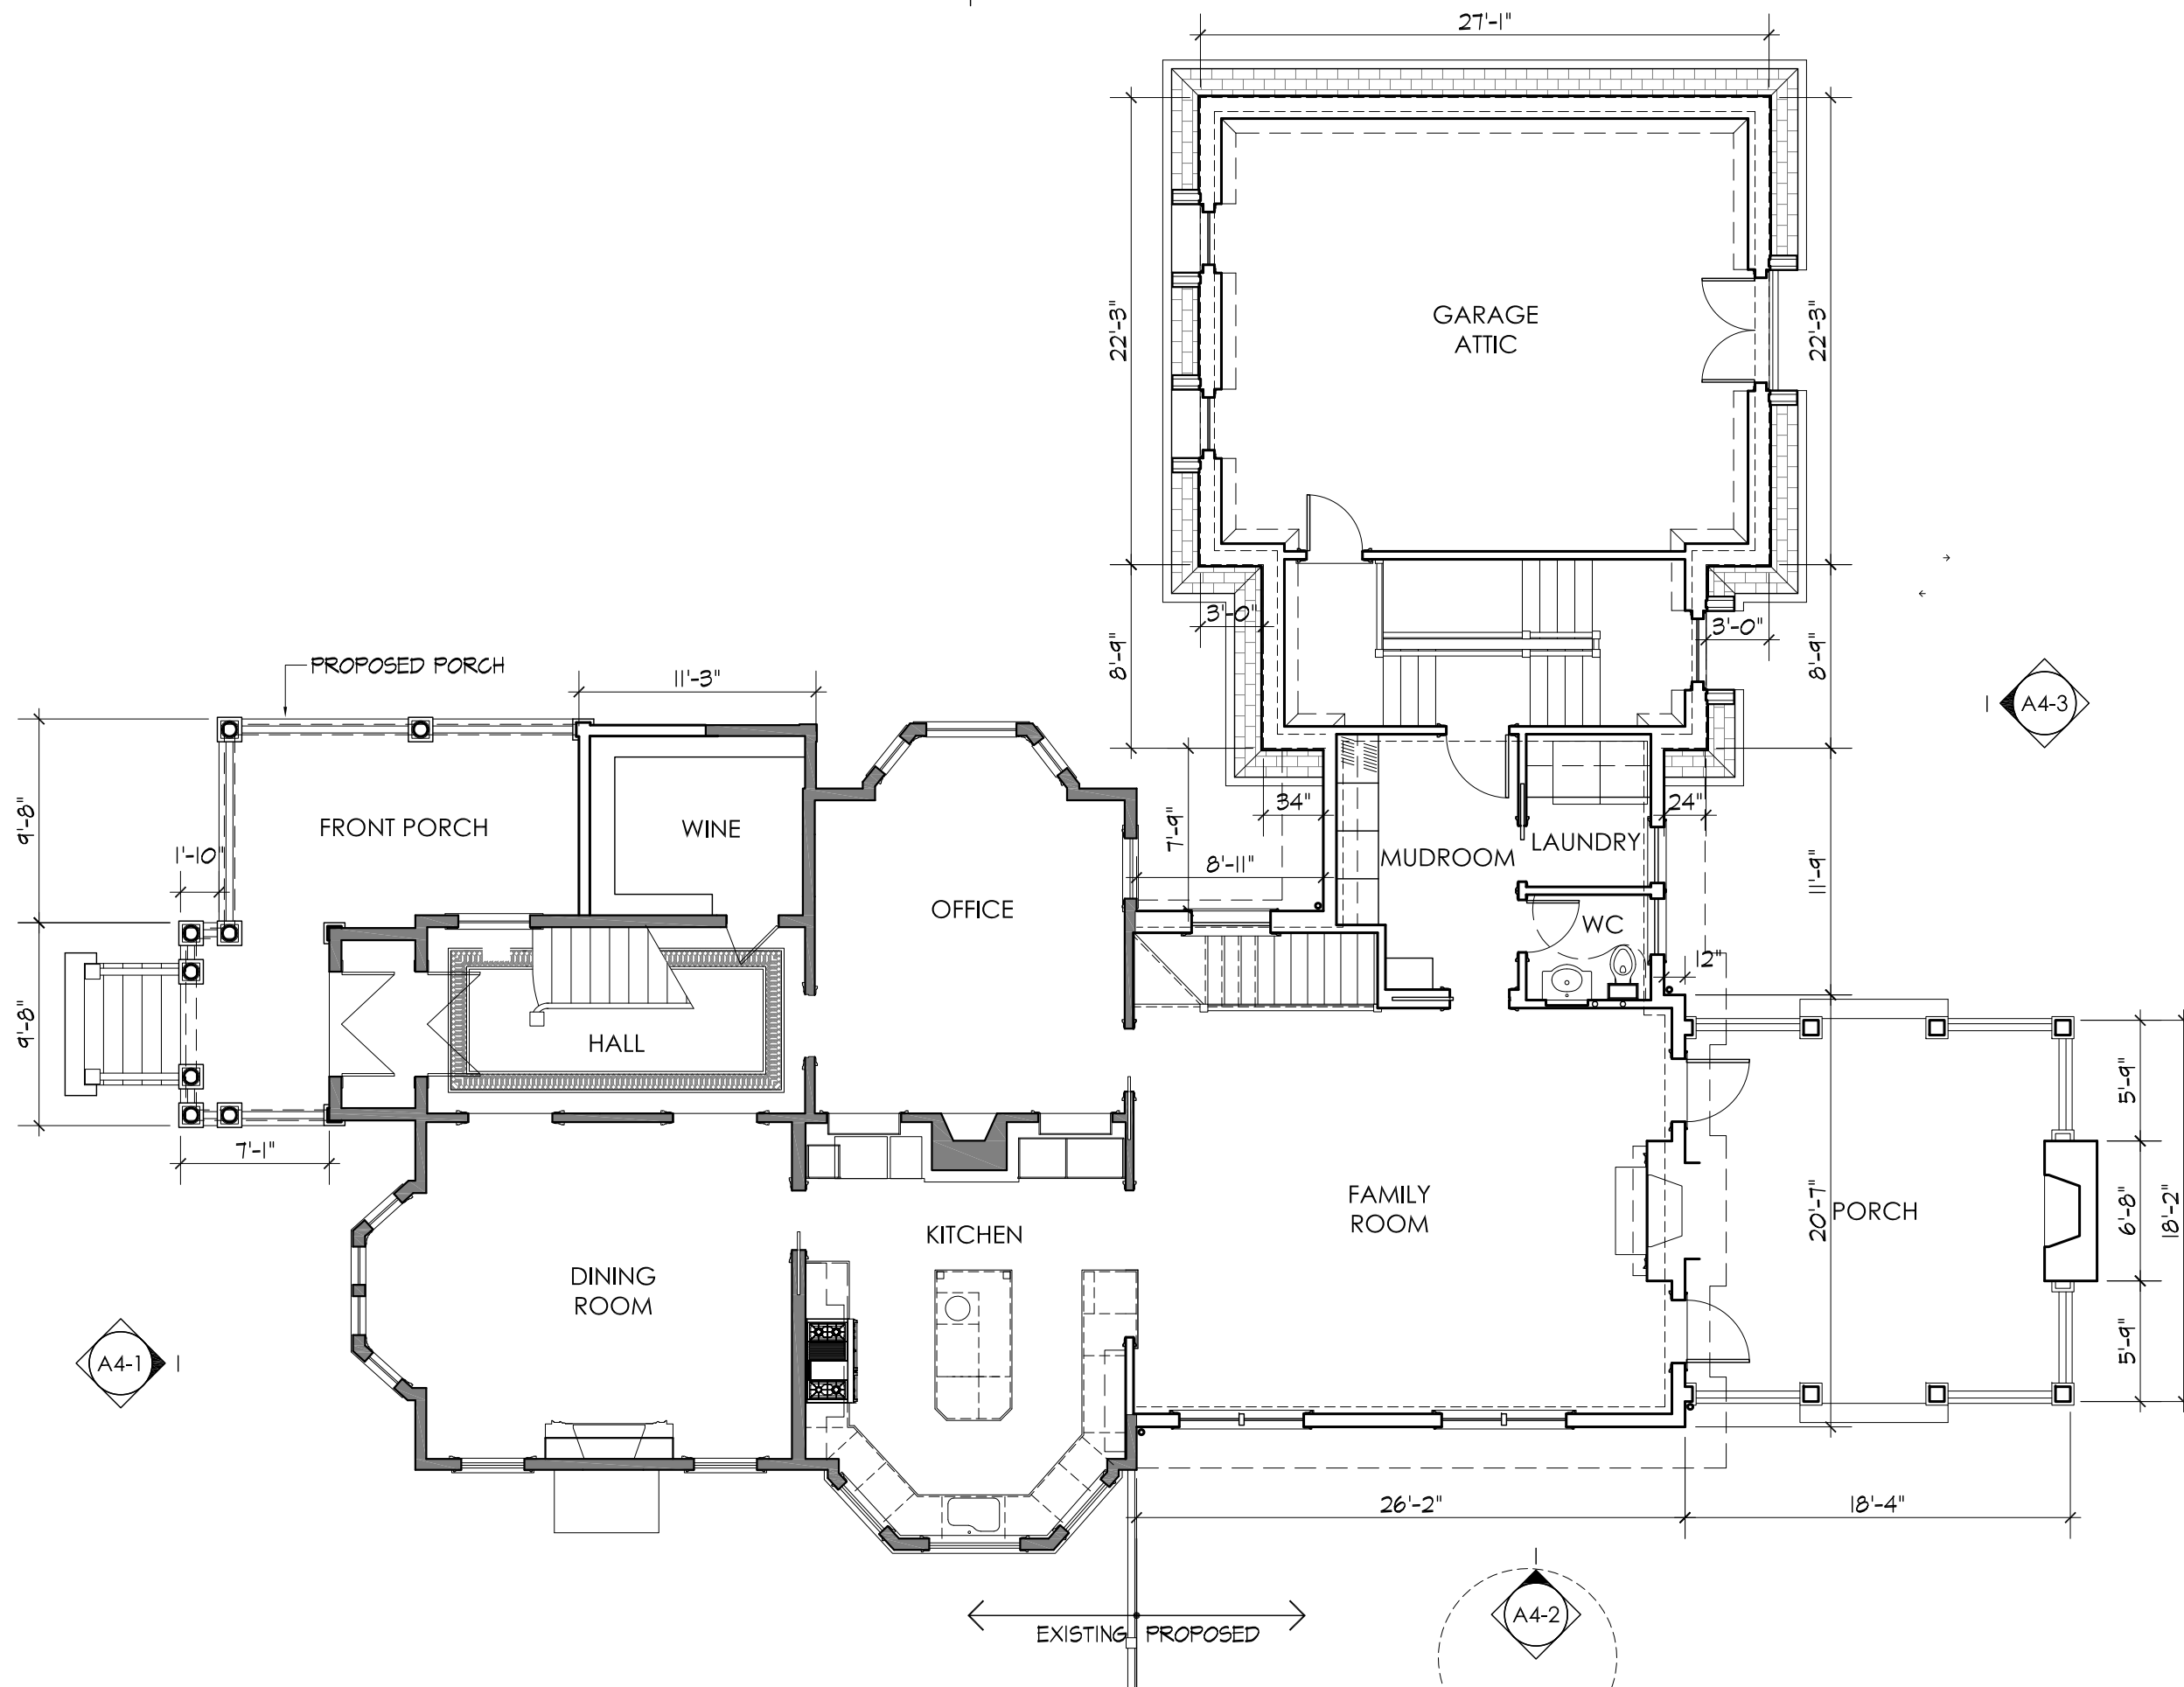 27'-1"
GARAGE
ATTIC
22'-3"
22'-3"
3'-0"
3'-0"
8'-9"
8'-9"
PROPOSED PORCH
11'-3"
1
A4-3
9'-8"
FRONT PORCH
WINE
7'-9"
34"
24"
MUDROOM
LAUNDRY
1'-10"
8'-11"
11'-9"
OFFICE
WC
12"
9'-8"
HALL
7'-1"
5'-9"
FAMILY
ROOM
20'-7"
PORCH
6'-8"
18'-2"
KITCHEN
DINING
ROOM
5'-9"
A4-1
1
26'-2"
18'-4"
1
A4-2
EXISTING
PROPOSED